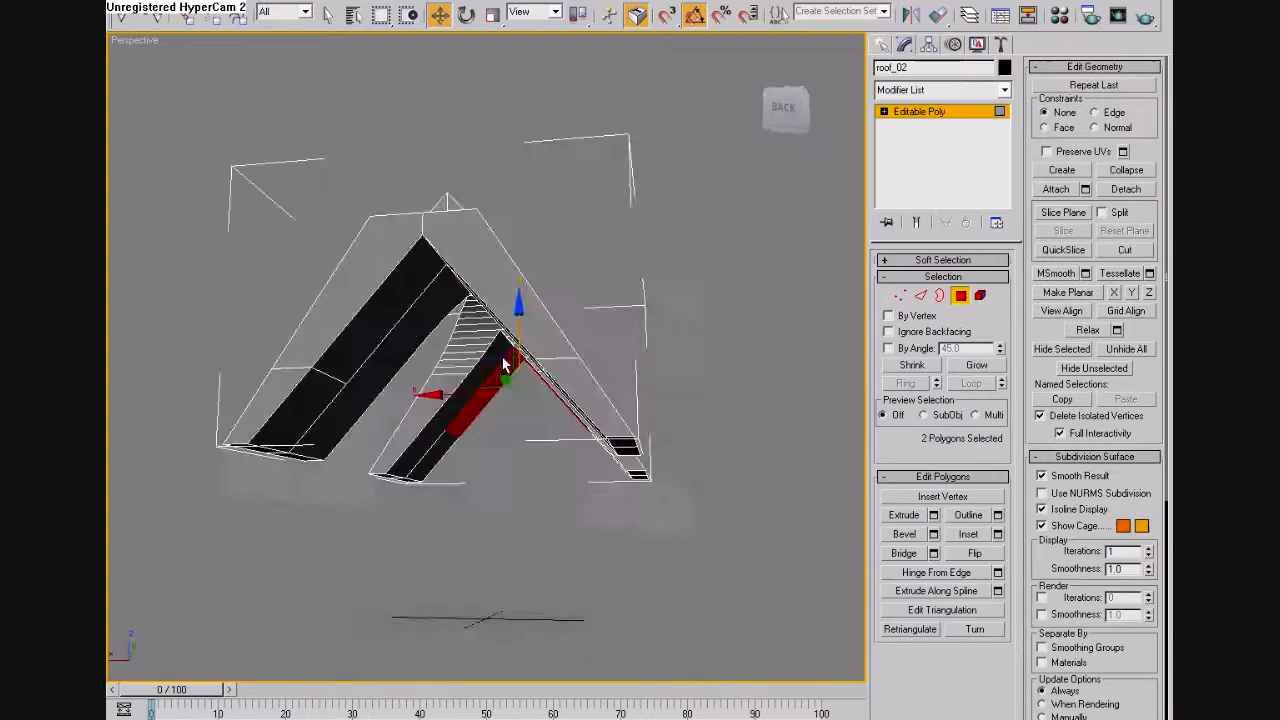 Unregistered HyperCam 2
All
View
Create Selection Set
Perspective
BACK
roof_02
Modifier List
Editable Poly
Soft Selection
Selection
By Vertex
Ignore Backfacing
By Angle: 45.0
Shrink
Grow
Ring
Loop
Preview Selection
Off
SubObj
Multi
2 Polygons Selected
Edit Polygons
Insert Vertex
Extrude
Outline
Bevel
Inset
Bridge
Flip
Hinge From Edge
Extrude Along Spline
Edit Triangulation
Retriangulate
Turn
Edit Geometry
Repeat Last
Constraints
None
Edge
Face
Normal
Preserve UVs
Create
Collapse
Attach
Detach
Slice Plane
Split
Slice
Reset Plane
QuickSlice
Cut
MSmooth
Tessellate
Make Planar
X
Y
Z
View Align
Grid Align
Relax
Hide Selected
Unhide All
Hide Unselected
Named Selections:
Copy
Paste
Delete Isolated Vertices
Full Interactivity
Subdivision Surface
Smooth Result
Use NURMS Subdivision
Isoline Display
Show Cage......
Display
Iterations: 1
Smoothness: 1.0
Render
Iterations: 0
Smoothness: 1.0
Separate By
Smoothing Groups
Materials
Update Options
Always
When Rendering
Manually
0 / 100
0
10
20
30
40
50
60
70
80
90
100